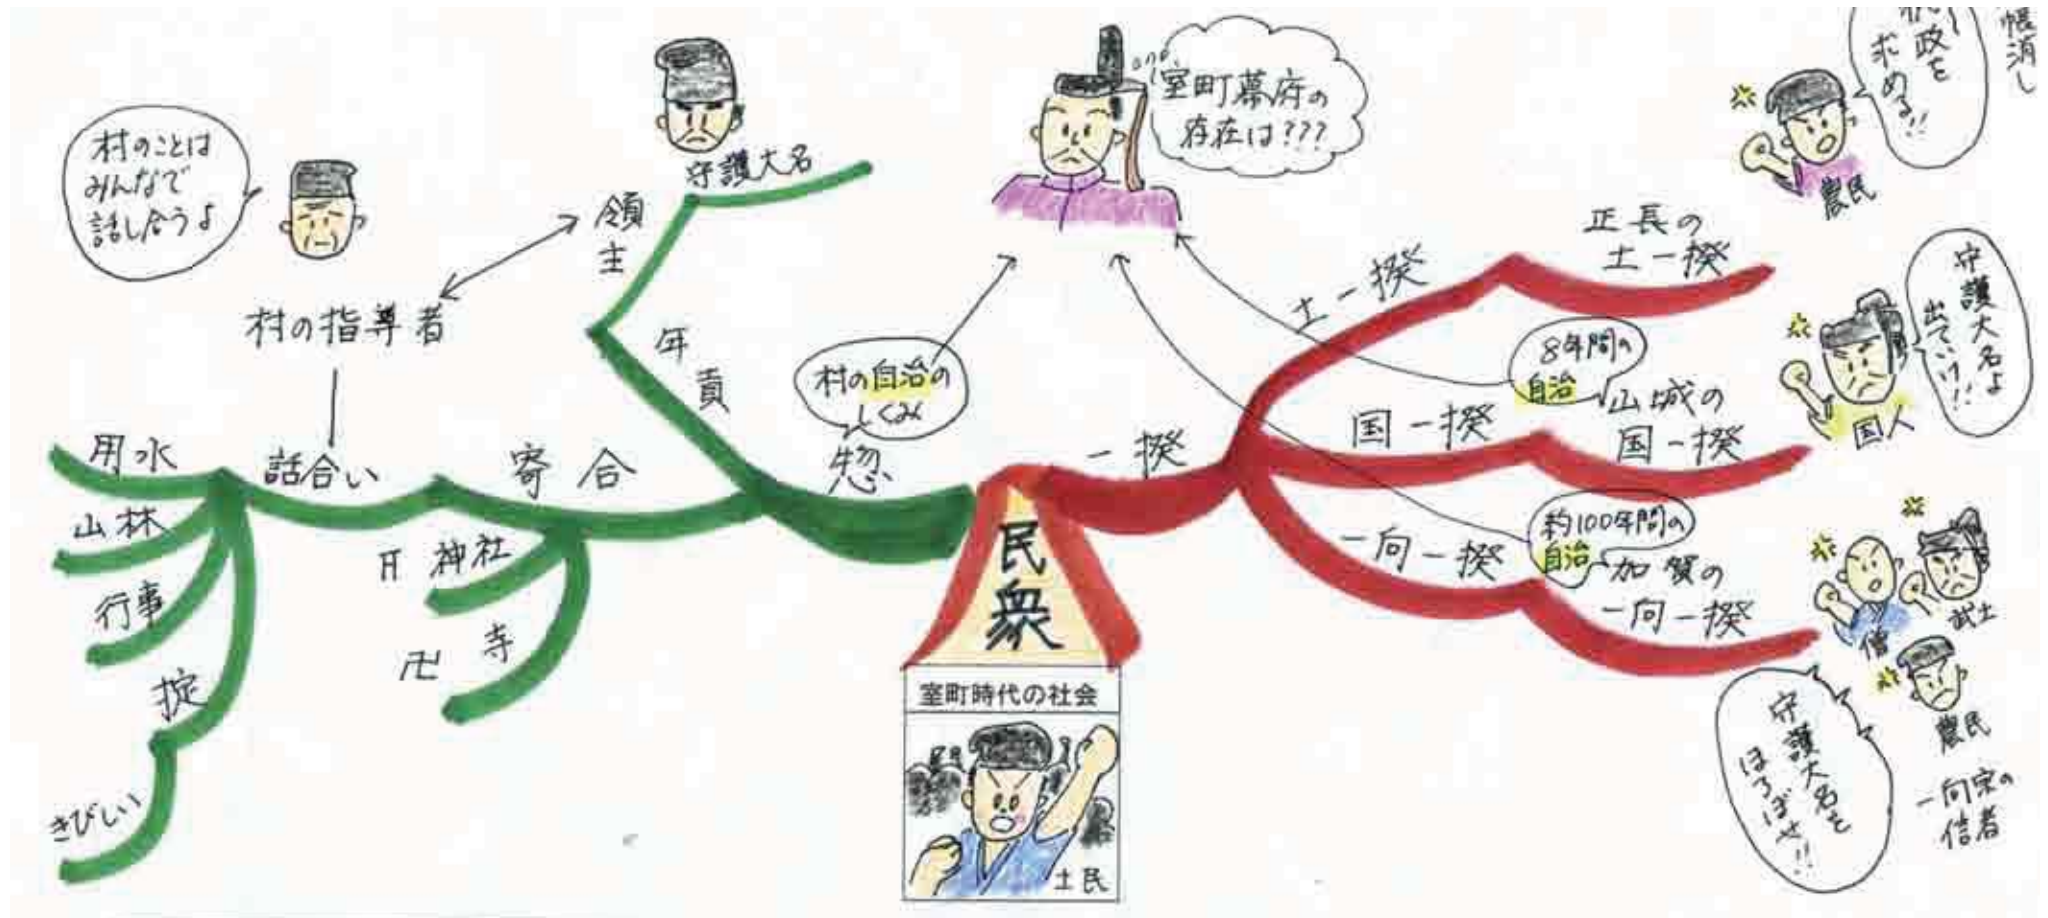 村のことは
みんなで
話し合うよ
村の指導者
領主
守護大名
年貢
室町幕府の
存在は???
村の自治の
しくみ
惣
寄合
話合い
用水
山林
行事
掟
きびしい
神社
卍 寺
民衆
室町時代の社会
土民
一揆
土一揆
正長の
土一揆
政を
求める!!
帳消し
農民
国一揆
8年間の
自治
山城の
国一揆
守護大名よ
出ていけ!!
国人
一向一揆
約100年間の
自治
加賀の
一向一揆
僧
武士
農民
一向宗の
信者
守護大名を
ほろぼせ!!